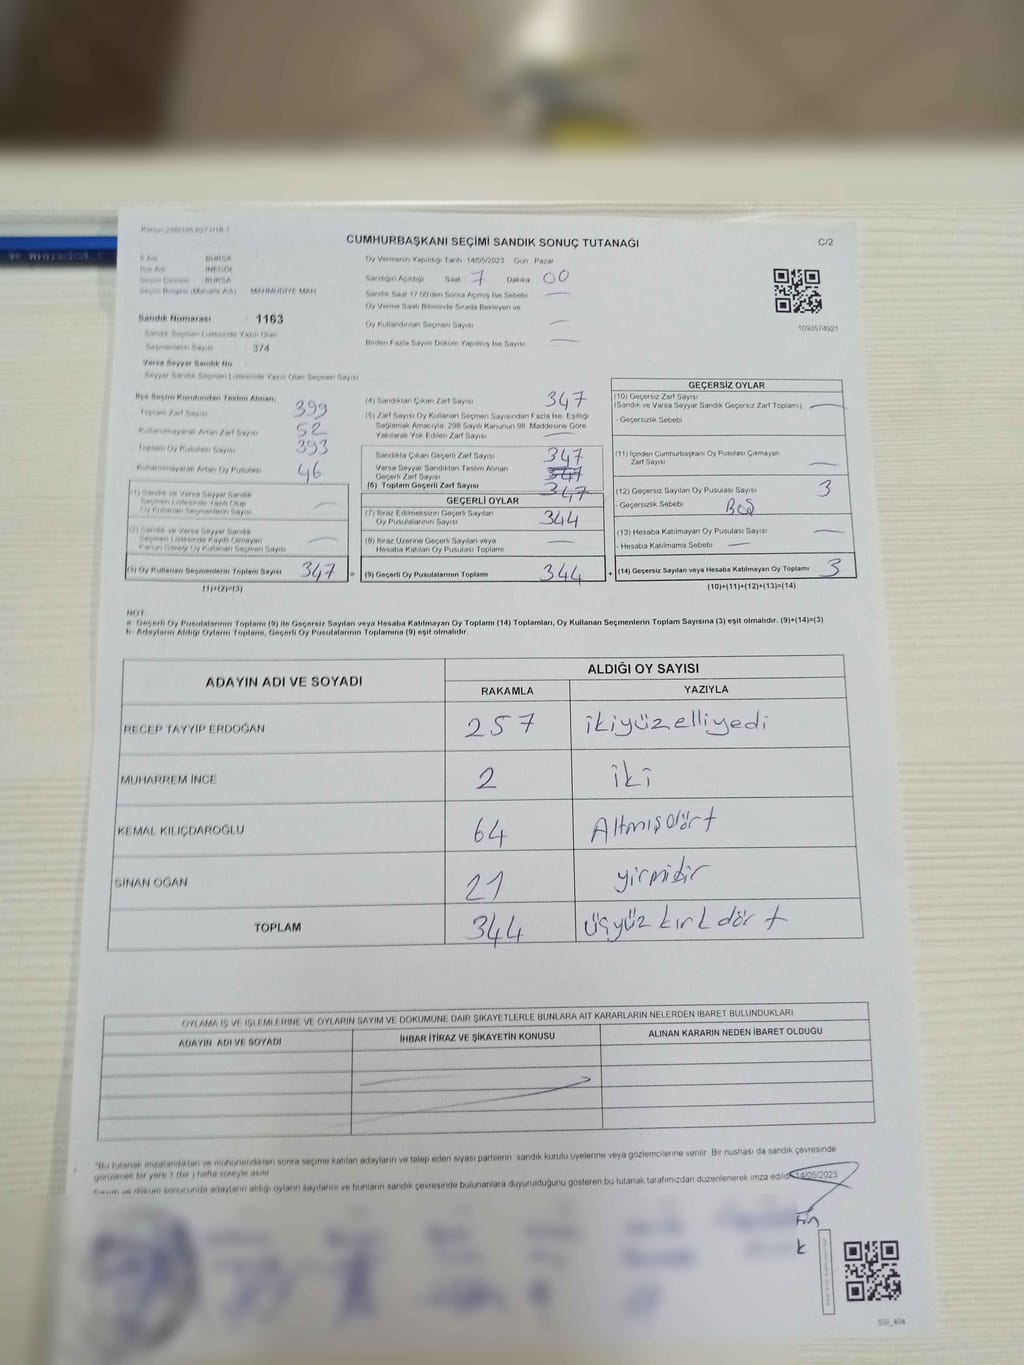 Kanun 298/105
CUMHURBAŞKANI SEÇİMİ SANDIK SONUÇ TUTANAĞI
C/2
İl Adı BURSA
İlçe Adı İNEGÖL
Seçim Çevresi BURSA
Seçim Bölgesi (Mahalle Adı) MAHMUDİYE MAH
Sandık Numarası : 1163
Sandık Seçmen Listesinde Yazılı Olan
Seçmenlerin Sayısı : 374
Varsa Seyyar Sandık No
Seyyar Sandık Seçmen Listesinde Yazılı Olan Seçmen Sayısı
Oy Vermenin Yapıldığı Tarih 14/05/2023 Gün Pazar
Sandığın Açıldığı Saat 7 Dakika 00
Sandık Saat 17.00'den Sonra Açılmış İse Sebebi
Oy Verme Saati Bitiminde Sırada Bekleyen ve
Oy Kullandırılan Seçmen Sayısı
Birden Fazla Sayım Döküm Yapılmış İse Sayısı
1093574921
İlçe Seçim Kurulundan Teslim Alınan;
Toplam Zarf Sayısı 399
Kullanılmayarak Artan Zarf Sayısı 52
Toplam Oy Pusulası 393
Kullanılmayarak Artan Oy Pusulası 46
(1) Sandık ve Varsa Seyyar Sandık
Seçmen Listesinde Yazılı Olup
Oy Kullanan Seçmenlerin Sayısı
(2) Sandık ve Varsa Seyyar Sandık
Seçmen Listesinde Kayıtlı Olmayan
Kanun Gereği Oy Kullanan Seçmenlerin Sayısı
(3) Oy Kullanan Seçmenlerin Toplam Sayısı 347 =
(1)+(2)=(3)
(4) Sandıktan Çıkan Zarf Sayısı 347
(5) Zarf Sayısı Oy Kullanan Seçmen Sayısından Fazla İse, Eşitliği
Sağlamak Amacıyla, 298 Sayılı Kanunun 98. Maddesine Göre
Yakılarak Yok Edilen Zarf Sayısı
Sandıkta Çıkan Geçerli Zarf Sayısı 347
Varsa Seyyar Sandıktan Teslim Alınan
Geçerli Zarf Sayısı 347
(6) Toplam Geçerli Zarf Sayısı 347
GEÇERLİ OYLAR
(7) İtiraz Edilmeksizin Geçerli Sayılan
Oy Pusulalarının Sayısı 344
(8) İtiraz Üzerine Geçerli Sayılan veya
Hesaba Katılan Oy Pusulası Toplamı
(9) Geçerli Oy Pusulalarının Toplamı 344 +
GEÇERSİZ OYLAR
(10) Geçersiz Zarf Sayısı
(Sandık ve Varsa Seyyar Sandık Geçersiz Zarf Toplamı)
- Geçersizlik Sebebi
(11) İçinden Cumhurbaşkanı Oy Pusulası Çıkmayan
Zarf Sayısı
(12) Geçersiz Sayılan Oy Pusulası Sayısı 3
- Geçersizlik Sebebi
(13) Hesaba Katılmayan Oy Pusulası Sayısı
- Hesaba Katılmama Sebebi
(14) Geçersiz Sayılan veya Hesaba Katılmayan Oy Toplamı 3
(10)+(11)+(12)+(13)=(14)
NOT:
a- Geçerli Oy Pusulalarının Toplamı (9) ile Geçersiz Sayılan veya Hesaba Katılmayan Oy Toplamı (14) Toplamları, Oy Kullanan Seçmenlerin Toplam Sayısına (3) eşit olmalıdır. (9)+(14)=(3)
b- Adayların Aldığı Oyların Toplamı, Geçerli Oy Pusulalarının Toplamına (9) eşit olmalıdır.
ADAYIN ADI VE SOYADI ALDIĞI OY SAYISI
RAKAMLA YAZIYLA
RECEP TAYYİP ERDOĞAN 257 ikiyüzelliyedi
MUHARREM İNCE 2 iki
KEMAL KILIÇDAROĞLU 64 Altmışdört
SİNAN OĞAN 21 yirmibir
TOPLAM 344 üçyüz kırk dört
OYLAMA İŞ VE İŞLEMLERİNE VE OYLARIN SAYIM VE DÖKÜMÜNE DAİR ŞİKAYETLERLE BUNLARA AİT KARARLARIN NELERDEN İBARET BULUNDUKLARI
ADAYIN ADI VE SOYADI İHBAR İTİRAZ VE ŞİKAYETİN KONUSU ALINAN KARARIN NEDEN İBARET OLDUĞU
*Bu tutanak imzalandıktan ve mühürlendikten sonra seçime katılan adayların ve talep eden siyasi partilerin sandık kurulu üyelerine veya gözlemcilerine verilir. Bir nüshası da sandık çevresinde
görülecek bir yere 1 (bir) hafta süreyle asılır.
Sayım ve döküm sonucunda adayların aldığı oyların sayılarını ve bunların sandık çevresinde bulunanlara duyurulduğunu gösteren bu tutanak tarafımızdan düzenlenerek imza edildi. 14/05/2023
SSI_404